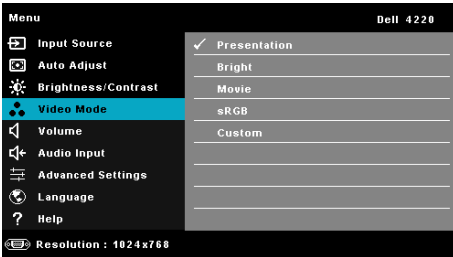 Menu Dell 4220
Input Source
Auto Adjust
Brightness/Contrast
Video Mode
Volume
Audio Input
Advanced Settings
Language
? Help
Presentation
Bright
Movie
sRGB
Custom
Resolution : 1024x768